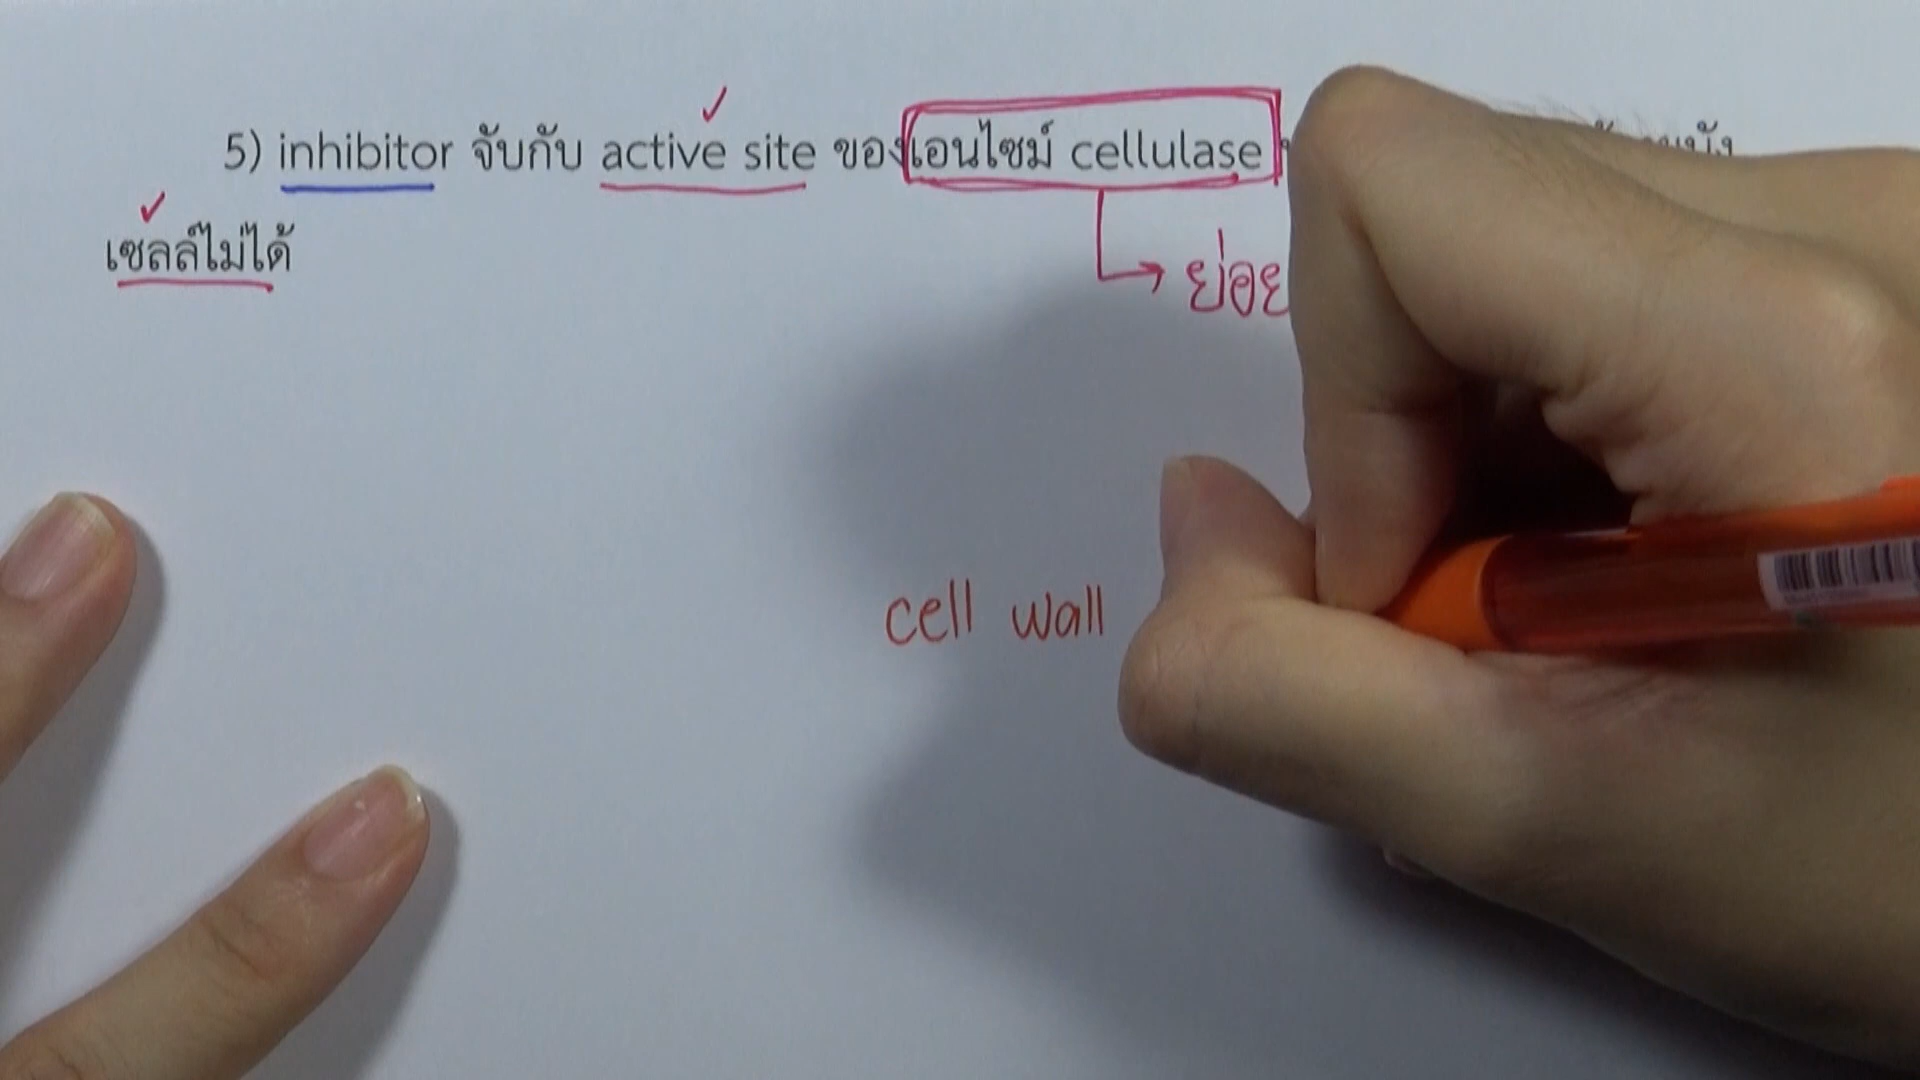 5) inhibitor จับกับ active site ของเอนไซม์ cellulase
เซลล์ไม่ได้
ย่อย
cell wall